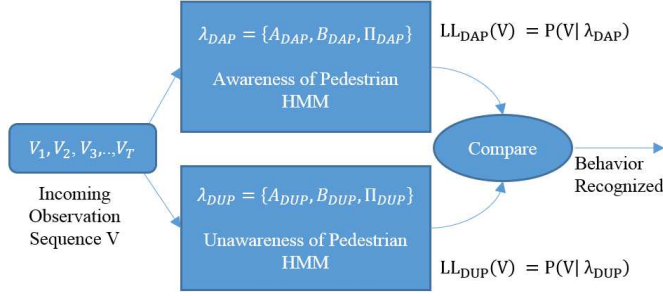 λ_DAP = {A_DAP, B_DAP, Π_DAP}
Awareness of Pedestrian
HMM
LL_DAP(V) = P(V| λ_DAP)
V_1, V_2, V_3,..,V_T
Incoming
Observation
Sequence V
Compare
Behavior
Recognized
λ_DUP = {A_DUP, B_DUP, Π_DUP}
Unawareness of Pedestrian
HMM
LL_DUP(V) = P(V| λ_DUP)